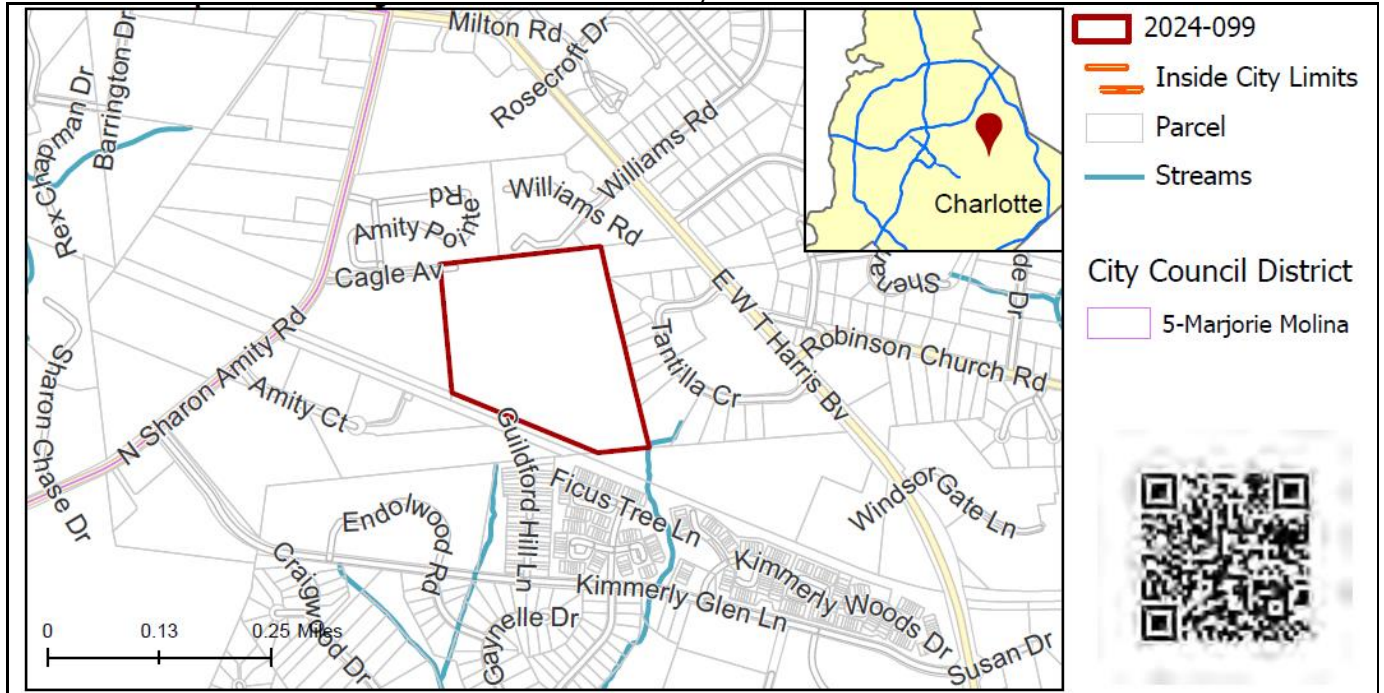 Milton Rd
Rosecroft Dr
Barrington Dr
Rex Chapman Dr
Williams Rd
Williams Rd
Amity Pointe
Rd
Cagle Av
N Sharon Amity Rd
Sharon Chase Dr
Amity Ct
Tantilla Cr
E W T Harris Bv
Robinson Church Rd
Guildford Hill Ln
Ficus Tree Ln
Endolwood Rd
Craigwood Dr
Gaynelle Dr
Kimmerly Glen Ln
Kimmerly Woods Dr
Windsor Gate Ln
Susan Dr
0 0.13 0.25 Miles
Charlotte
2024-099
Inside City Limits
Parcel
Streams
City Council District
5-Marjorie Molina